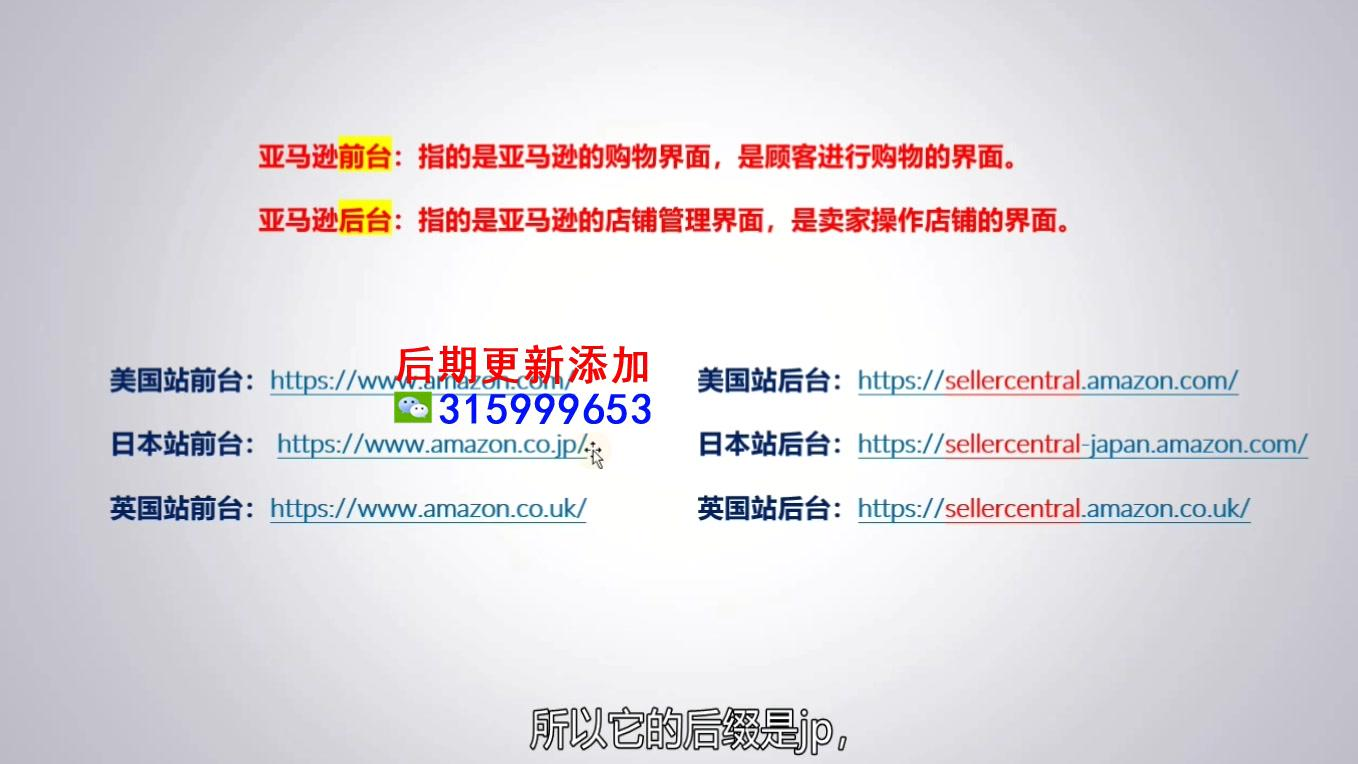 亚马逊前台：指的是亚马逊的购物界面，是顾客进行购物的界面。
亚马逊后台：指的是亚马逊的店铺管理界面，是卖家操作店铺的界面。
后期更新添加
315999653
美国站前台：https://www.amazon.com/
日本站前台：https://www.amazon.co.jp/
英国站前台：https://www.amazon.co.uk/
美国站后台：https://sellercentral.amazon.com/
日本站后台：https://sellercentral-japan.amazon.com/
英国站后台：https://sellercentral.amazon.co.uk/
所以它的后缀是jp，